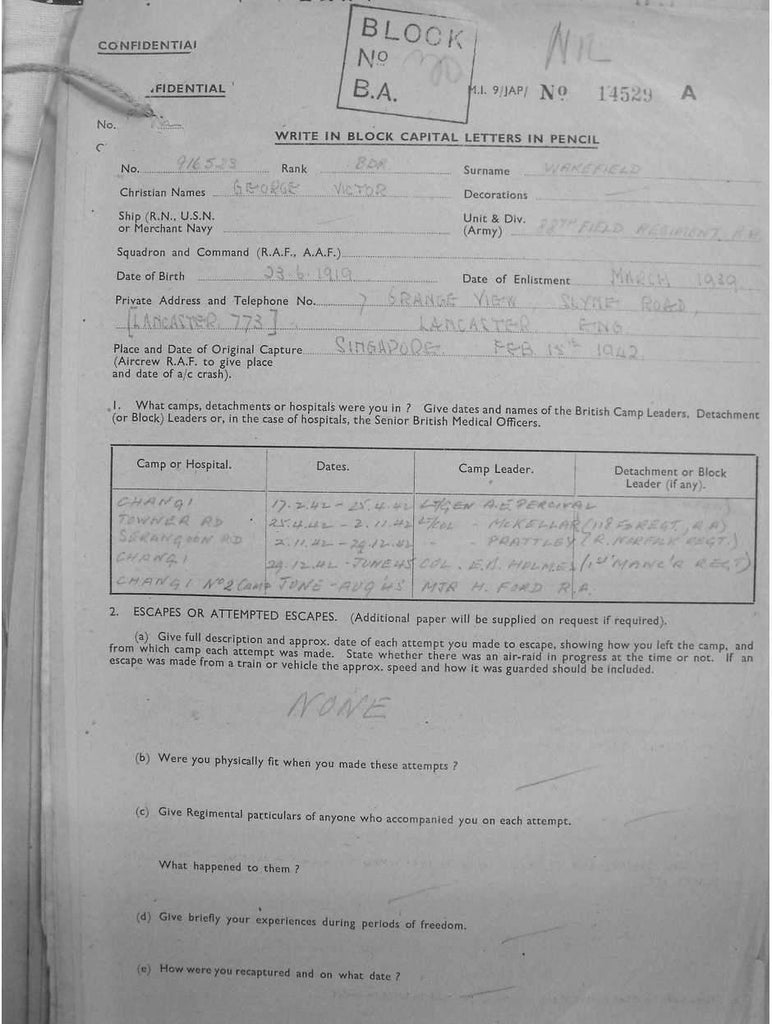 CONFIDENTIAL
BLOCK
No
B.A.
NIL
FIDENTIAL
M.I. 9/JAP/ No 14529 A
No.
WRITE IN BLOCK CAPITAL LETTERS IN PENCIL
No. 916523 Rank BDR Surname WAKEFIELD
Christian Names GEORGE VICTOR Decorations
Ship (R.N., U.S.N. or Merchant Navy Unit & Div. (Army) 88TH FIELD REGIMENT R.A.
Squadron and Command (R.A.F., A.A.F.)
Date of Birth 23.6.1919 Date of Enlistment MARCH 1939
Private Address and Telephone No. 7 GRANGE VIEW SLYNE ROAD,
[LANCASTER 773] LANCASTER ENG.
Place and Date of Original Capture SINGAPORE FEB 15TH 1942
(Aircrew R.A.F. to give place
and date of a/c crash).
1. What camps, detachments or hospitals were you in ? Give dates and names of the British Camp Leaders, Detachment
(or Block) Leaders or, in the case of hospitals, the Senior British Medical Officers.
Camp or Hospital. Dates. Camp Leader. Detachment or Block Leader (if any).
CHANGI 17.2.42 - 25.4.42 LT/GEN A.E. PERCIVAL
TOWNER RD 25.4.42 - 2.11.42 LT/COL - McKELLAR (118 FD REGT, RA)
SERANGOON RD 2.11.42 - 29.12.42 " - PRATTLEY (R. NORFOLK REGT.)
CHANGI 29.12.42 - JUNE 45 COL. E.B. HOLMES (1ST MANC'R REGT)
CHANGI No 2 Camp JUNE - AUG '45 MJR H. FORD R.A.
2. ESCAPES OR ATTEMPTED ESCAPES. (Additional paper will be supplied on request if required).
(a) Give full description and approx. date of each attempt you made to escape, showing how you left the camp, and
from which camp each attempt was made. State whether there was an air-raid in progress at the time or not. If an
escape was made from a train or vehicle the approx. speed and how it was guarded should be included.
NONE
(b) Were you physically fit when you made these attempts ?
(c) Give Regimental particulars of anyone who accompanied you on each attempt.
What happened to them ?
(d) Give briefly your experiences during periods of freedom.
(e) How were you recaptured and on what date ?